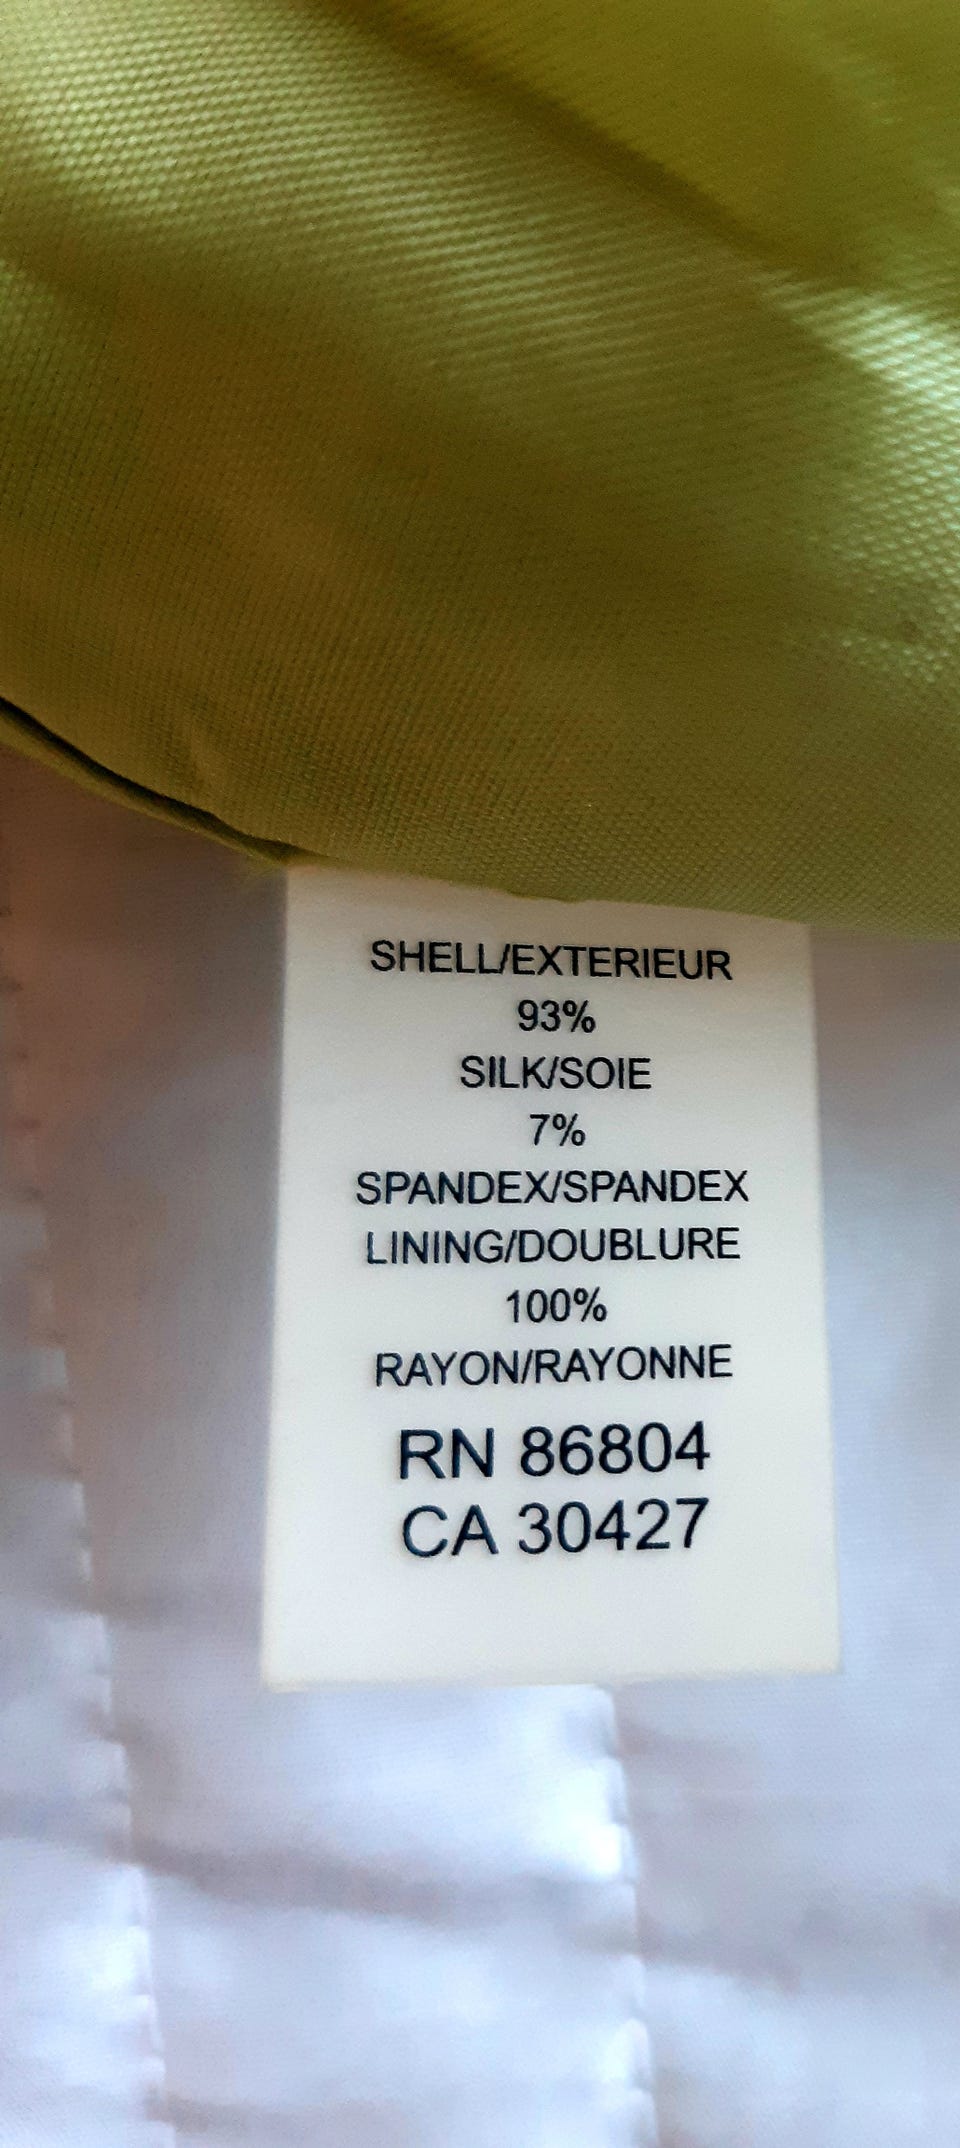 SHELL/EXTERIEUR
93%
SILK/SOIE
7%
SPANDEX/SPANDEX
LINING/DOUBLURE
100%
RAYON/RAYONNE
RN 86804
CA 30427